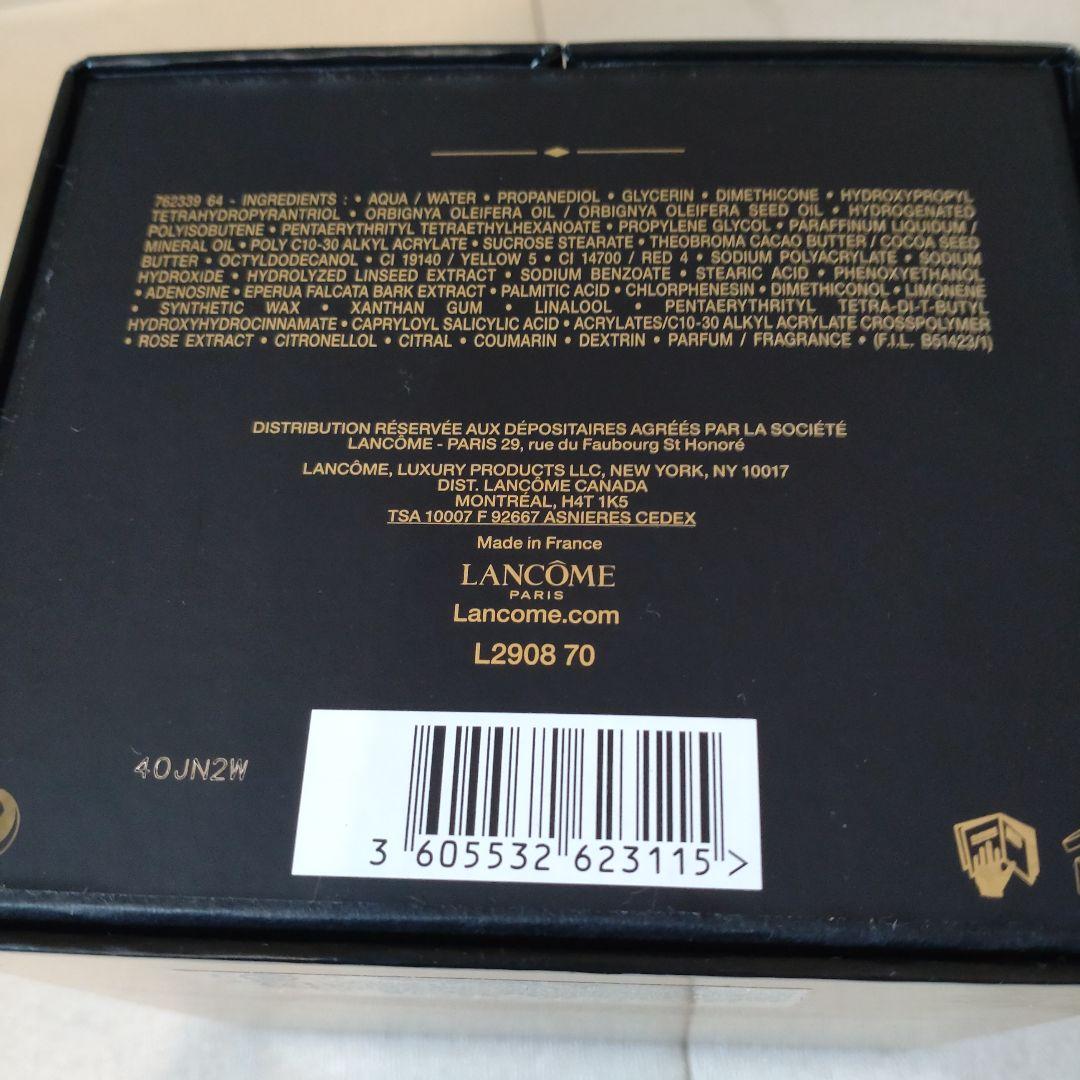 762339 64 - INGREDIENTS : • AQUA / WATER • PROPANEDIOL • GLYCERIN • DIMETHICONE • HYDROXYPROPYL
TETRAHYDROPYRANTRIOL • ORBIGNYA OLEIFERA OIL / ORBIGNYA OLEIFERA SEED OIL • HYDROGENATED
POLYISOBUTENE • PENTAERYTHRITYL TETRAETHYLHEXANOATE • PROPYLENE GLYCOL • PARAFFINUM LIQUIDUM /
MINERAL OIL • POLY C10-30 ALKYL ACRYLATE • SUCROSE STEARATE • THEOBROMA CACAO BUTTER / COCOA SEED
BUTTER • OCTYLDODECANOL • CI 19140 / YELLOW 5 • CI 14700 / RED 4 • SODIUM POLYACRYLATE • SODIUM
HYDROXIDE • HYDROLYZED LINSEED EXTRACT • SODIUM BENZOATE • STEARIC ACID • PHENOXYETHANOL
• ADENOSINE • EPERUA FALCATA BARK EXTRACT • PALMITIC ACID • CHLORPHENESIN • DIMETHICONOL • LIMONENE
• SYNTHETIC WAX • XANTHAN GUM • LINALOOL • PENTAERYTHRITYL TETRA-DI-T-BUTYL
HYDROXYHYDROCINNAMATE • CAPRYLOYL SALICYLIC ACID • ACRYLATES/C10-30 ALKYL ACRYLATE CROSSPOLYMER
• ROSE EXTRACT • CITRONELLOL • CITRAL • COUMARIN • DEXTRIN • PARFUM / FRAGRANCE • (F.I.L. B51423/1)
DISTRIBUTION RÉSERVÉE AUX DÉPOSITAIRES AGRÉÉS PAR LA SOCIÉTÉ
LANCÔME - PARIS 29, rue du Faubourg St Honoré
LANCÔME, LUXURY PRODUCTS LLC, NEW YORK, NY 10017
DIST. LANCÔME CANADA
MONTRÉAL, H4T 1K5
TSA 10007 F 92667 ASNIERES CEDEX
Made in France
LANCÔME
PARIS
Lancome.com
L2908 70
40JN2W
3 605532 623115 >